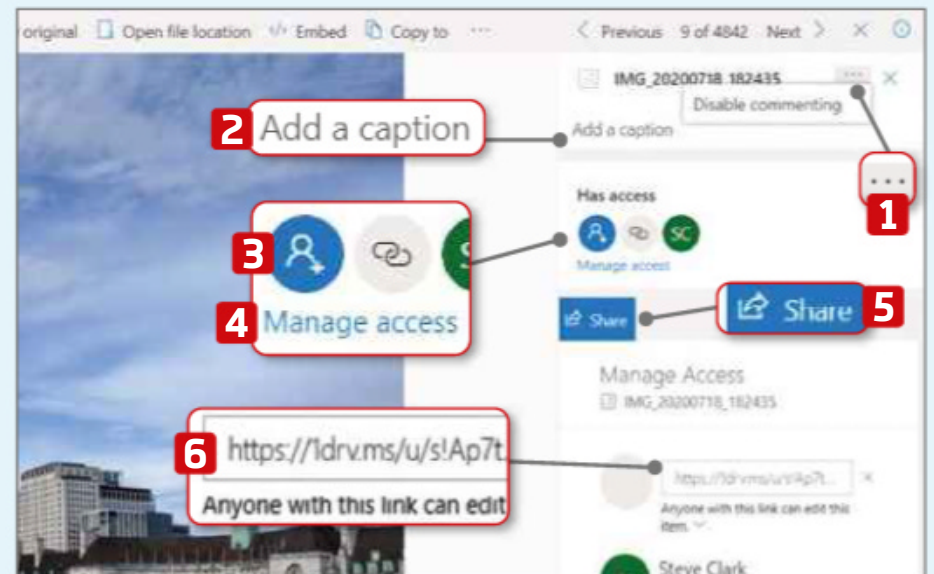 original Open file location Embed Copy to ... Previous 9 of 4842 Next
IMG_20200718_182435 ...
Disable commenting
2 Add a caption
Add a caption
...
1
Has access
3
SC
Manage access
4 Manage access
Share
Share 5
Manage Access
IMG_20200718_182435
6 https://1drv.ms/u/s!Ap7t
https://1drv.ms/u/s!Ap7t...
Anyone with this link can edit
Anyone with this link can edit this
item.
Steve Clark